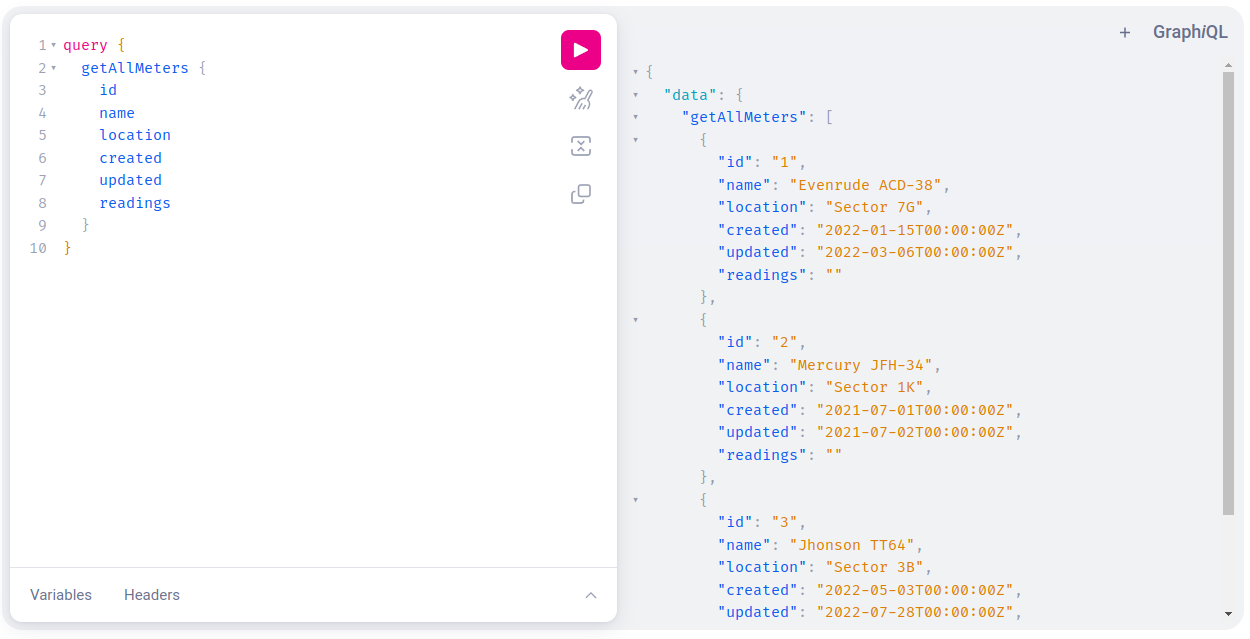 1 query {
2 getAllMeters {
3 id
4 name
5 location
6 created
7 updated
8 readings
9 }
10 }
Variables Headers
+ GraphiQL
{
"data": {
"getAllMeters": [
{
"id": "1",
"name": "Evenrude ACD-38",
"location": "Sector 7G",
"created": "2022-01-15T00:00:00Z",
"updated": "2022-03-06T00:00:00Z",
"readings": ""
},
{
"id": "2",
"name": "Mercury JFH-34",
"location": "Sector 1K",
"created": "2021-07-01T00:00:00Z",
"updated": "2021-07-02T00:00:00Z",
"readings": ""
},
{
"id": "3",
"name": "Jhonson TT64",
"location": "Sector 3B",
"created": "2022-05-03T00:00:00Z",
"updated": "2022-07-28T00:00:00Z",